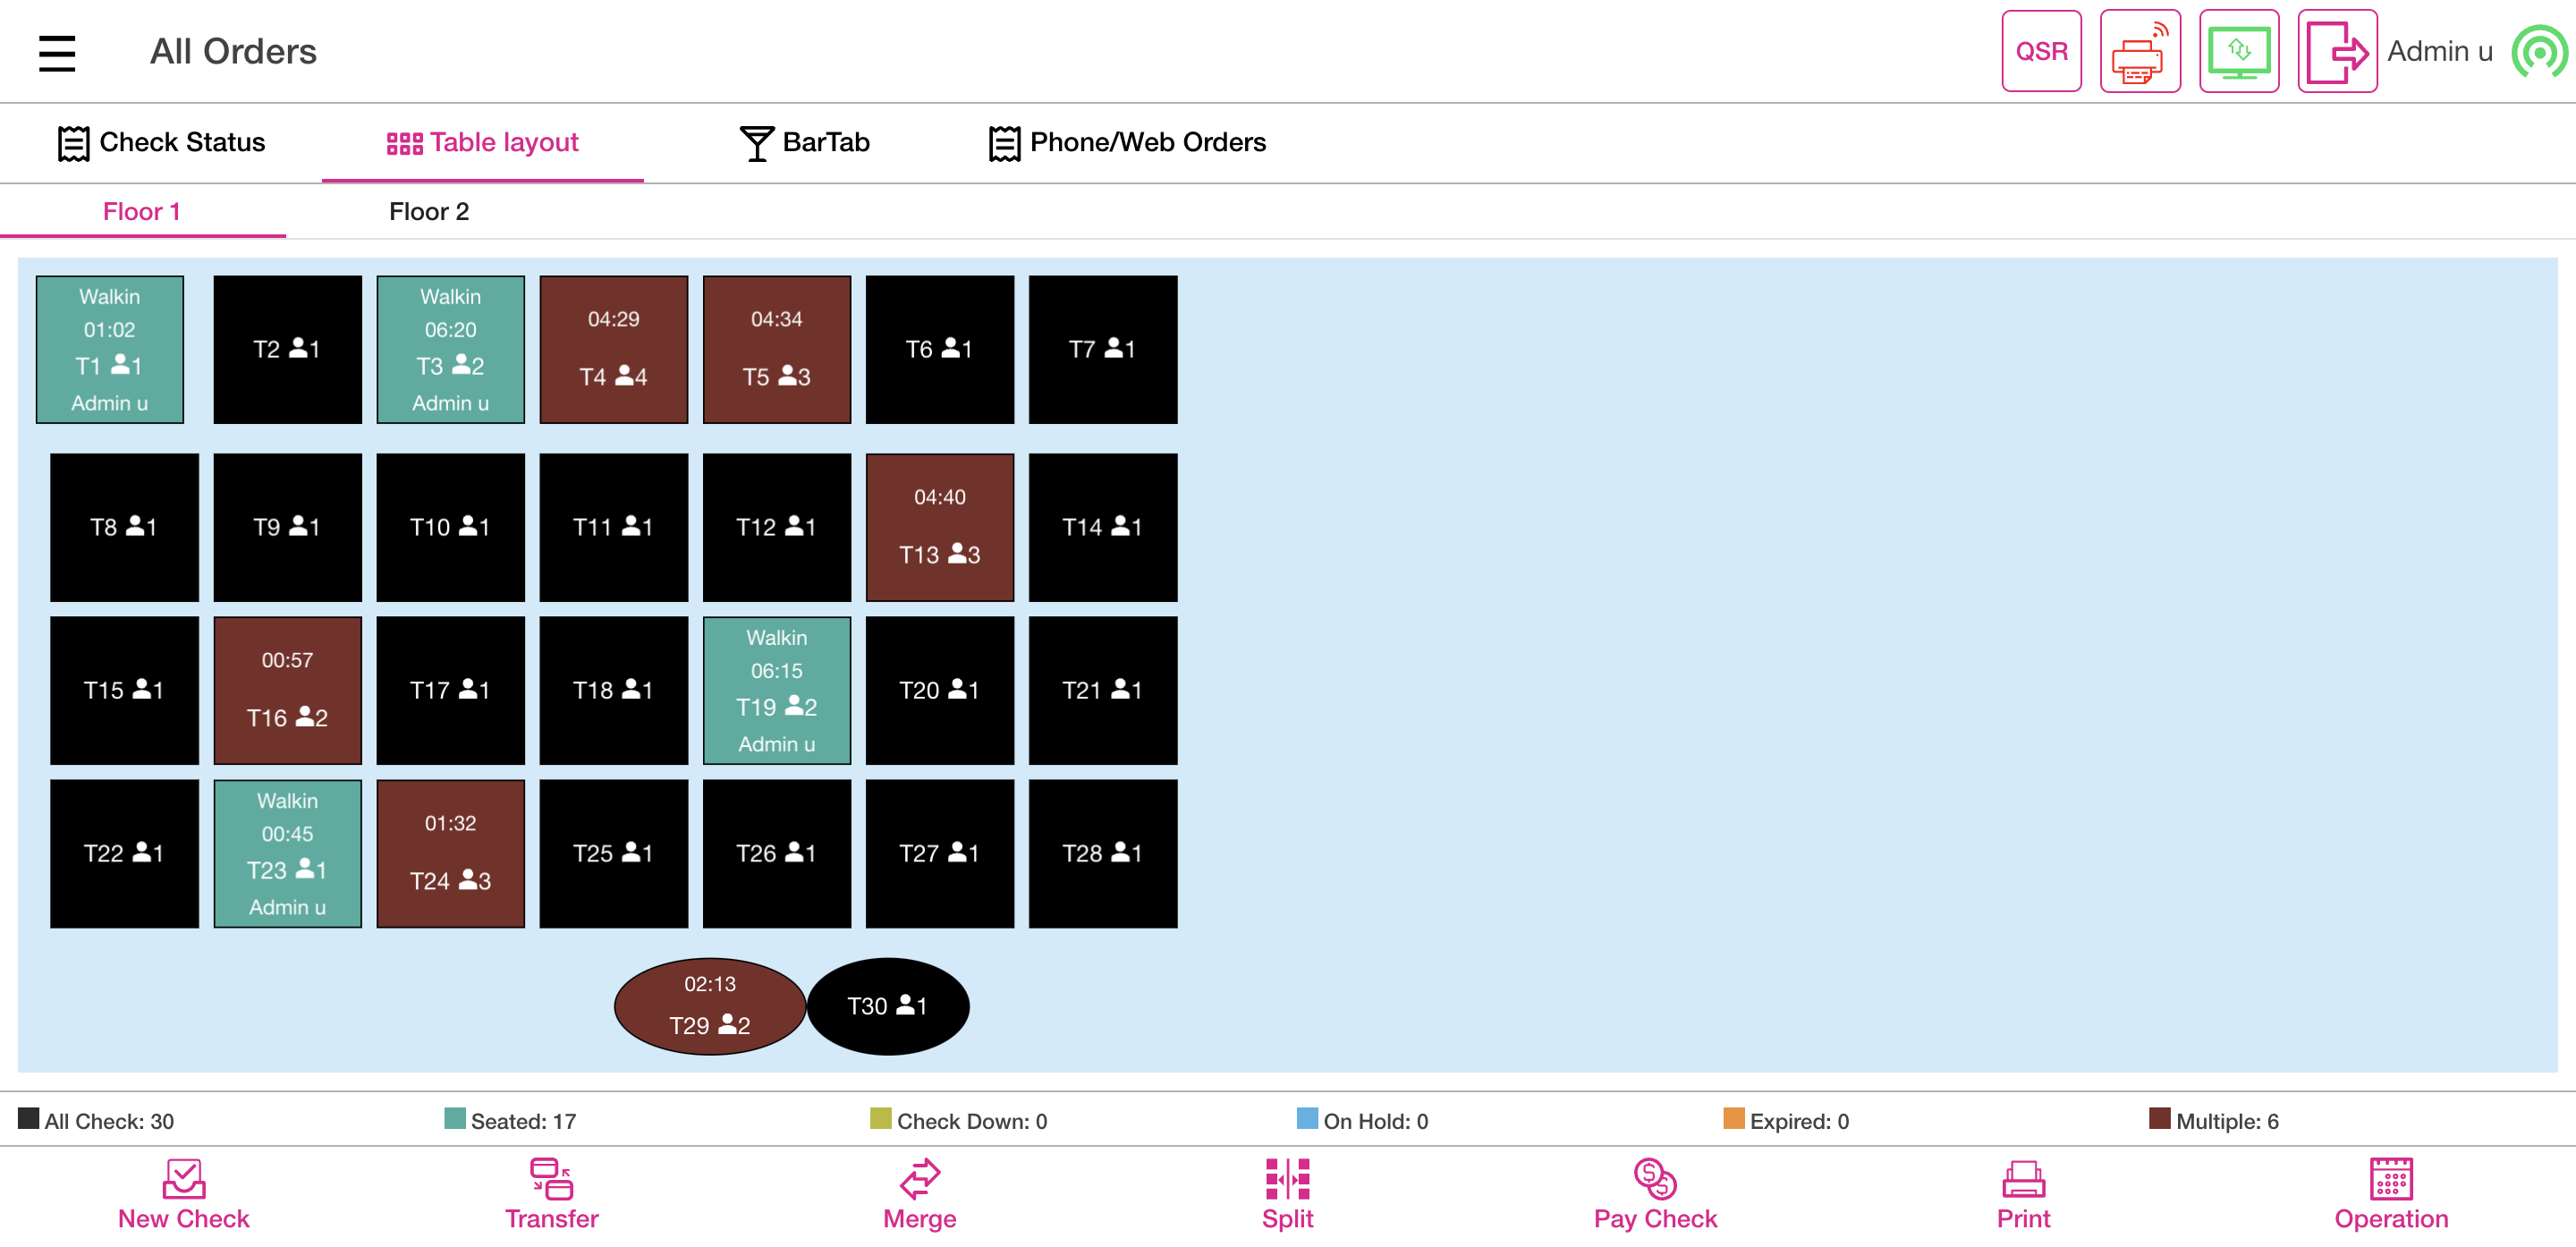 All Orders
QSR
Admin u
Check Status
Table layout
BarTab
Phone/Web Orders
Floor 1
Floor 2
Walkin
01:02
T1 1
Admin u
T2 1
Walkin
06:20
T3 2
Admin u
04:29
T4 4
04:34
T5 3
T6 1
T7 1
T8 1
T9 1
T10 1
T11 1
T12 1
04:40
T13 3
T14 1
T15 1
00:57
T16 2
T17 1
T18 1
Walkin
06:15
T19 2
Admin u
T20 1
T21 1
T22 1
Walkin
00:45
T23 1
Admin u
01:32
T24 3
T25 1
T26 1
T27 1
T28 1
02:13
T29 2
T30 1
All Check: 30
Seated: 17
Check Down: 0
On Hold: 0
Expired: 0
Multiple: 6
New Check
Transfer
Merge
Split
Pay Check
Print
Operation